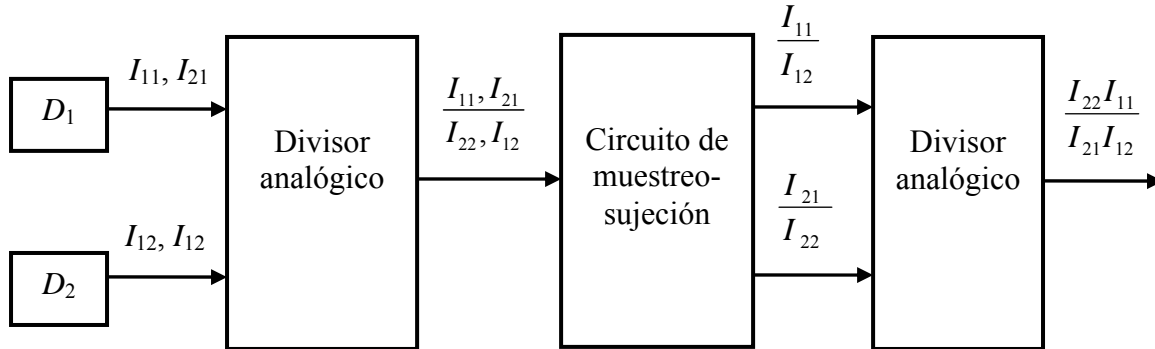 D₁
I₁₁, I₂₁
D₂
I₁₂, I₁₂
Divisor
analógico
I₁₁, I₂₁
I₂₂, I₁₂
Circuito de
muestreo-
sujeción
I₁₁
I₁₂
I₂₁
I₂₂
Divisor
analógico
I₂₂I₁₁
I₂₁I₁₂